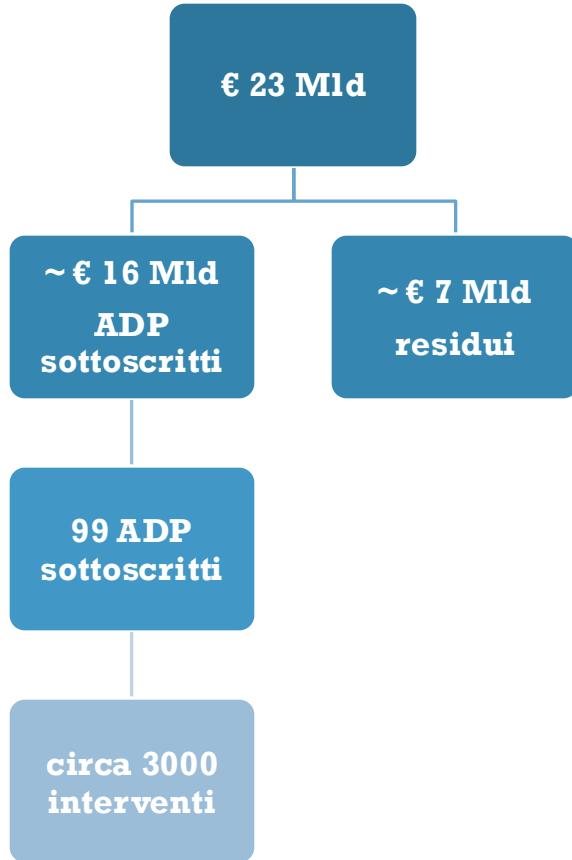 € 23 Mld
~ € 16 Mld
ADP
sottoscritti
~ € 7 Mld
residui
99 ADP
sottoscritti
circa 3000
interventi